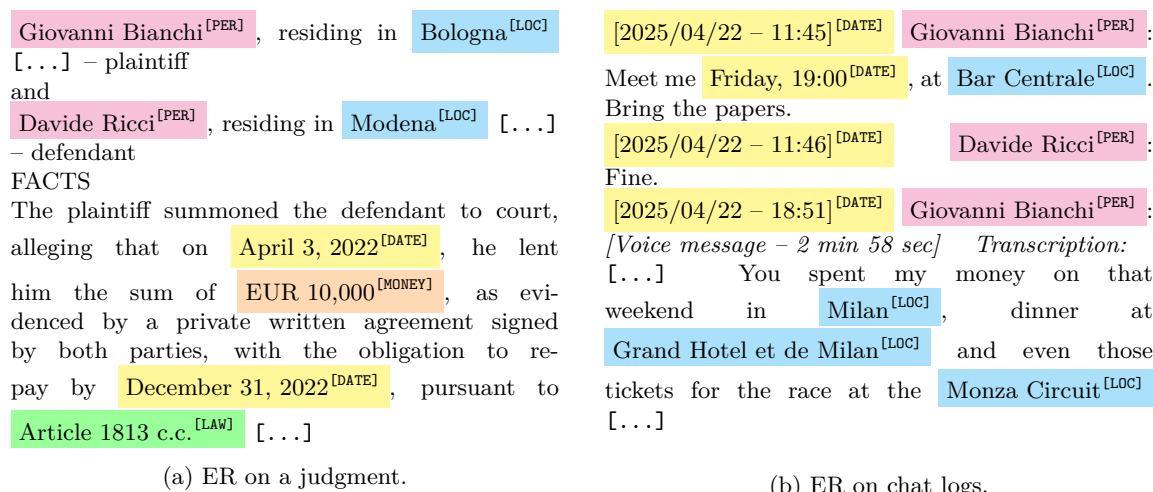 Giovanni Bianchi[PER], residing in Bologna[LOC]
[...] – plaintiff
and
Davide Ricci[PER], residing in Modena[LOC] [...]
– defendant
FACTS
The plaintiff summoned the defendant to court,
alleging that on April 3, 2022[DATE], he lent
him the sum of EUR 10,000[MONEY], as evi-
denced by a private written agreement signed
by both parties, with the obligation to re-
pay by December 31, 2022[DATE], pursuant to
Article 1813 c.c.[LAW] [...]
(a) ER on a judgment.
[2025/04/22 – 11:45][DATE] Giovanni Bianchi[PER]:
Meet me Friday, 19:00[DATE], at Bar Centrale[LOC].
Bring the papers.
[2025/04/22 – 11:46][DATE] Davide Ricci[PER]:
Fine.
[2025/04/22 – 18:51][DATE] Giovanni Bianchi[PER]:
[Voice message – 2 min 58 sec] Transcription:
[...] You spent my money on that
weekend in Milan[LOC], dinner at
Grand Hotel et de Milan[LOC] and even those
tickets for the race at the Monza Circuit[LOC]
[...]
(b) ER on chat logs.